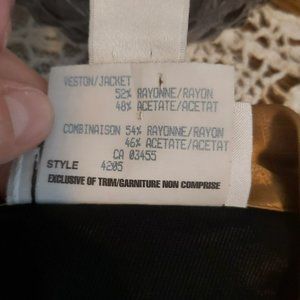 VESTON/JACKET
52% RAYONNE/RAYON
48% ACETATE/ACETAT
COMBINAISON 54% RAYONNE/RAYON
46% ACETATE/ACETAT
CA 03455
STYLE 4205
EXCLUSIVE OF TRIM/GARNITURE NON COMPRISE